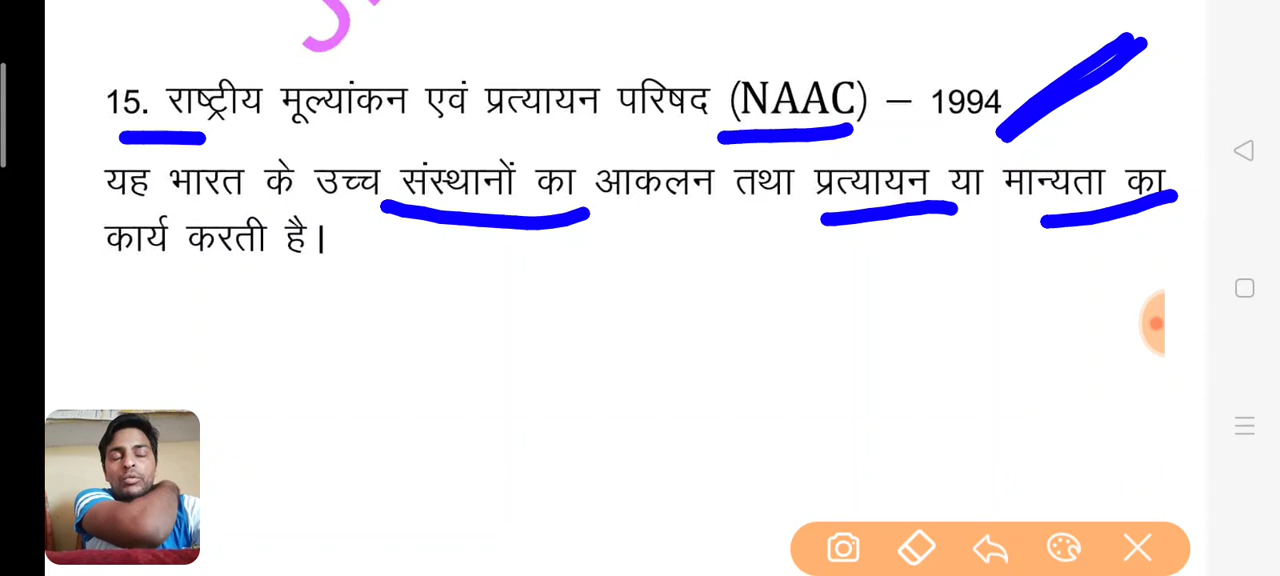 15. राष्ट्रीय मूल्यांकन एवं प्रत्यायन परिषद (NAAC) – 1994
यह भारत के उच्च संस्थानों का आकलन तथा प्रत्यायन या मान्यता का
कार्य करती है।